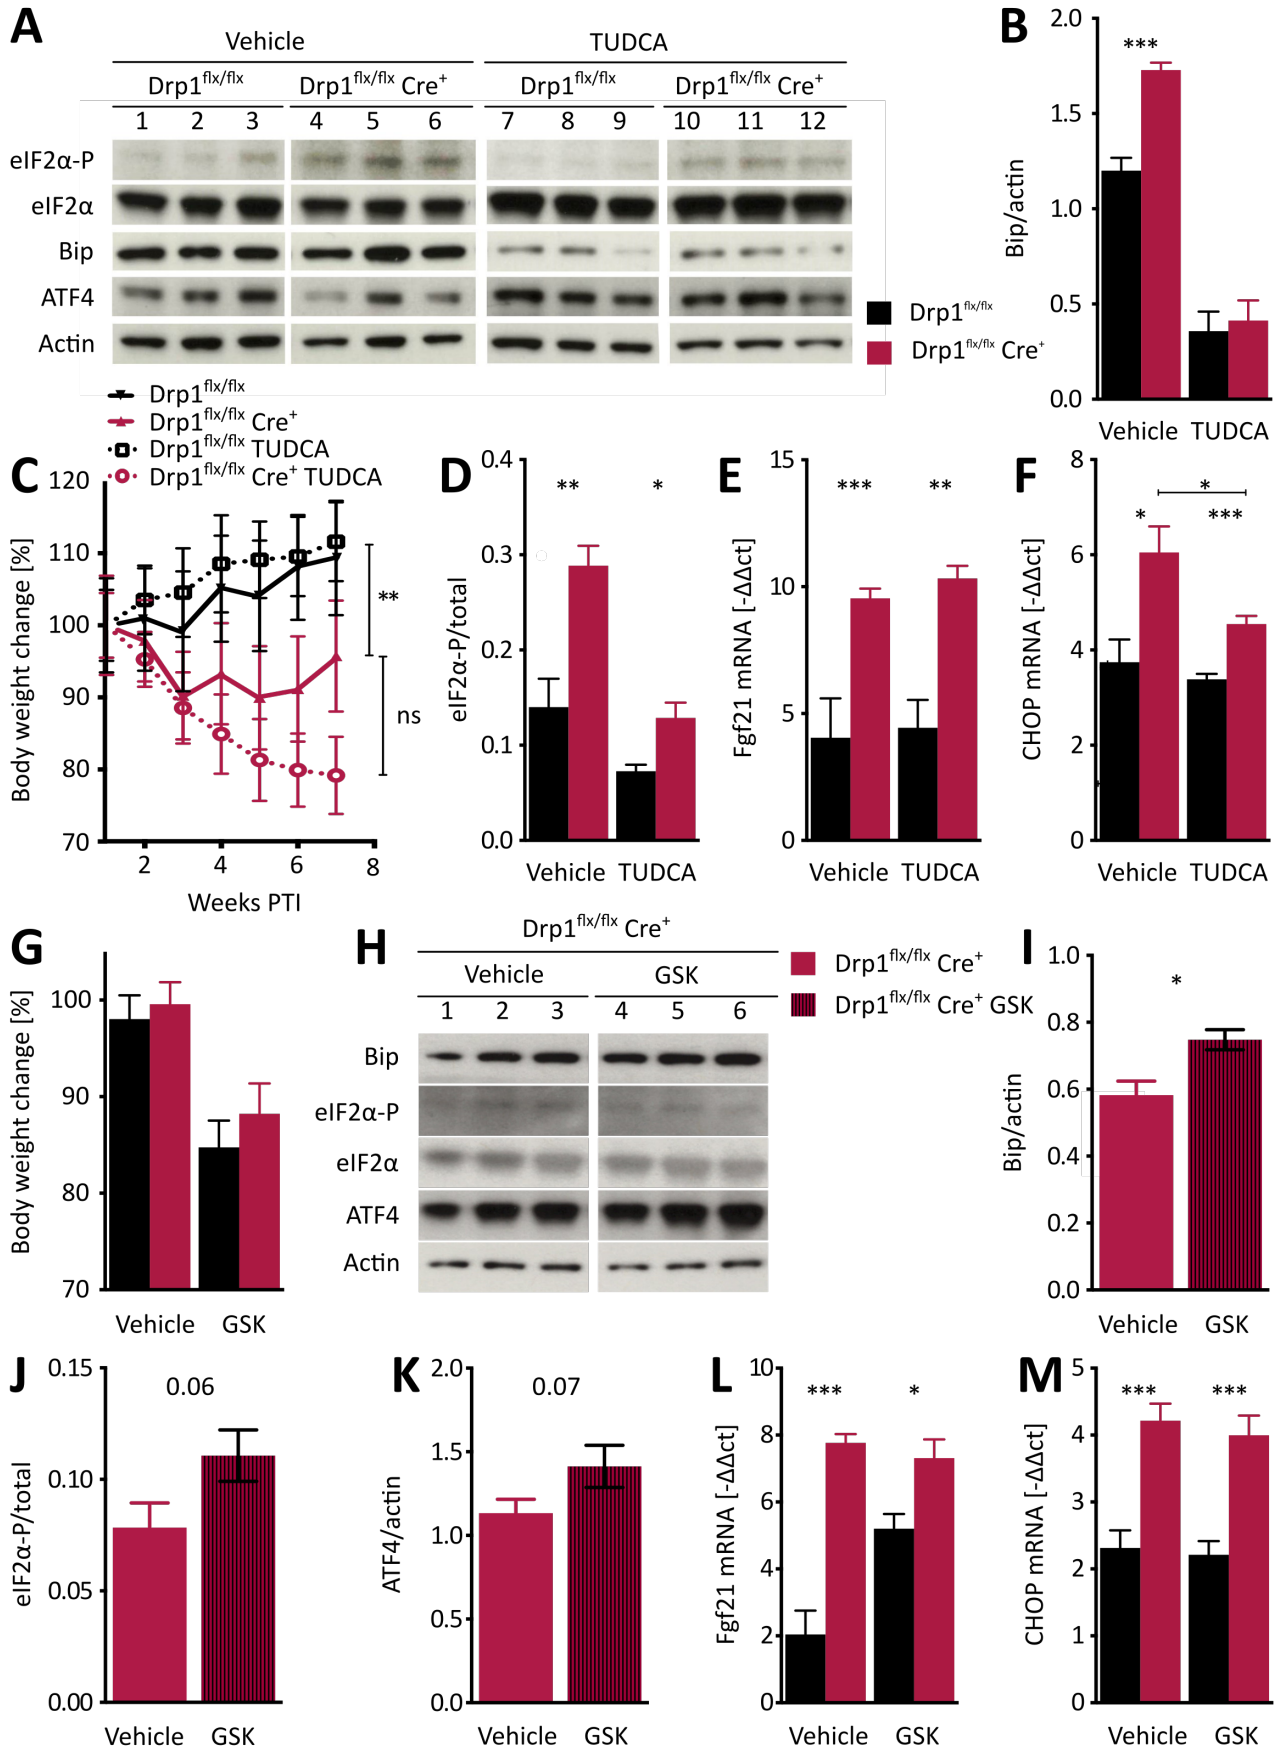 A
Vehicle TUDCA
Drp1flx/flx Drp1flx/flx Cre+ Drp1flx/flx Drp1flx/flx Cre+
1 2 3 4 5 6 7 8 9 10 11 12
eIF2α-P
eIF2α
Bip
ATF4
Actin
Drp1flx/flx
Drp1flx/flx Cre+
B
2.0
1.5
1.0
0.5
0.0
Bip/actin
***
Vehicle TUDCA
Drp1flx/flx
Drp1flx/flx Cre+
Drp1flx/flx TUDCA
Drp1flx/flx Cre+ TUDCA
C
120
110
100
90
80
70
Body weight change [%]
**
ns
2 4 6 8
Weeks PTI
D
0.4
0.3
0.2
0.1
0.0
eIF2α-P/total
** *
Vehicle TUDCA
E
15
10
5
0
Fgf21 mRNA [-ΔΔct]
*** **
Vehicle TUDCA
F
8
6
4
2
0
CHOP mRNA [-ΔΔct]
*
* ***
Vehicle TUDCA
G
100
90
80
70
Body weight change [%]
Vehicle GSK
H
Drp1flx/flx Cre+
Vehicle GSK
1 2 3 4 5 6
Bip
eIF2α-P
eIF2α
ATF4
Actin
Drp1flx/flx Cre+
Drp1flx/flx Cre+ GSK
I
1.0
0.8
0.6
0.4
0.2
0.0
Bip/actin
*
Vehicle GSK
J
0.15
0.10
0.05
0.00
eIF2α-P/total
0.06
Vehicle GSK
K
2.0
1.5
1.0
0.5
0.0
ATF4/actin
0.07
Vehicle GSK
L
10
8
6
4
2
0
Fgf21 mRNA [-ΔΔct]
*** *
Vehicle GSK
M
5
4
3
2
1
0
CHOP mRNA [-ΔΔct]
*** ***
Vehicle GSK